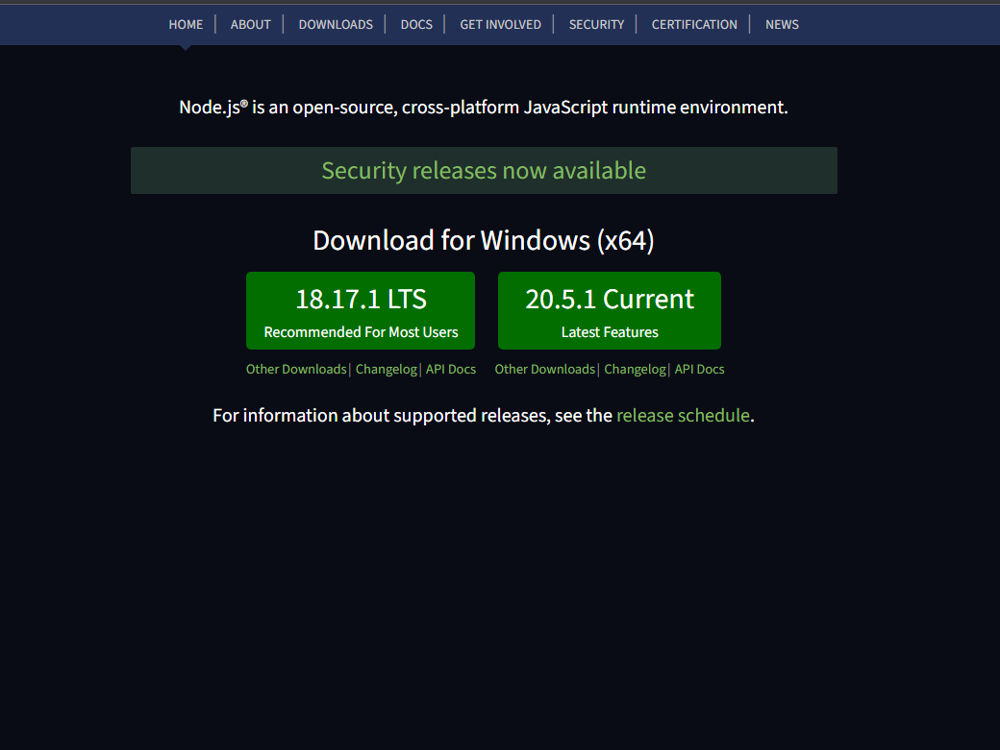 HOME | ABOUT | DOWNLOADS | DOCS | GET INVOLVED | SECURITY | CERTIFICATION | NEWS
Node.js® is an open-source, cross-platform JavaScript runtime environment.
Security releases now available
Download for Windows (x64)
18.17.1 LTS
Recommended For Most Users
20.5.1 Current
Latest Features
Other Downloads | Changelog | API Docs
Other Downloads | Changelog | API Docs
For information about supported releases, see the release schedule.